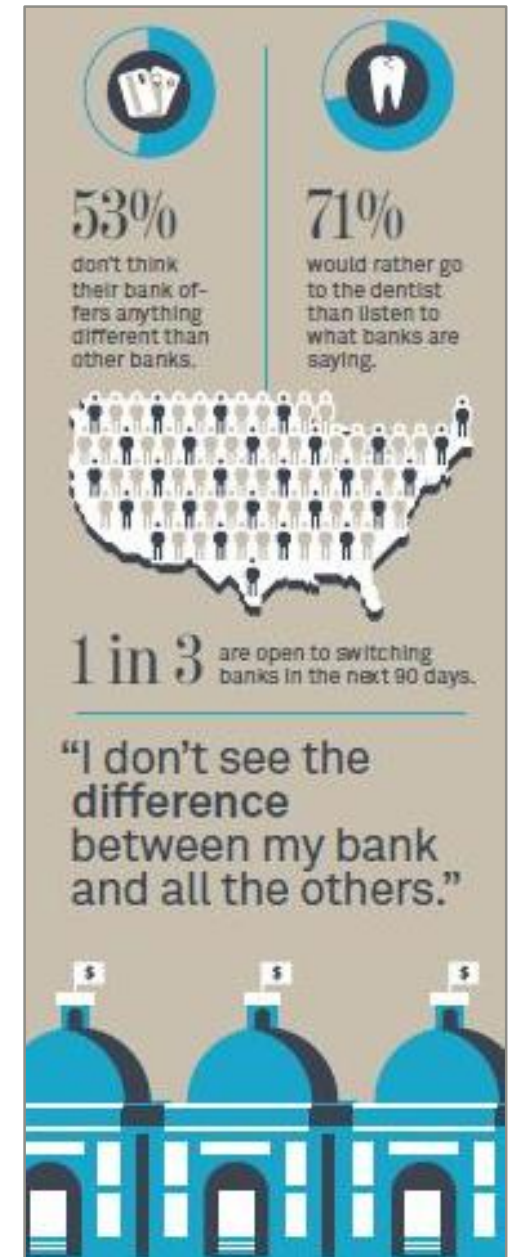 53%
don't think
their bank of-
fers anything
different than
other banks.
71%
would rather go
to the dentist
than listen to
what banks are
saying.
1 in 3 are open to switching
banks in the next 90 days.
“I don’t see the
difference
between my bank
and all the others.”
$ $ $